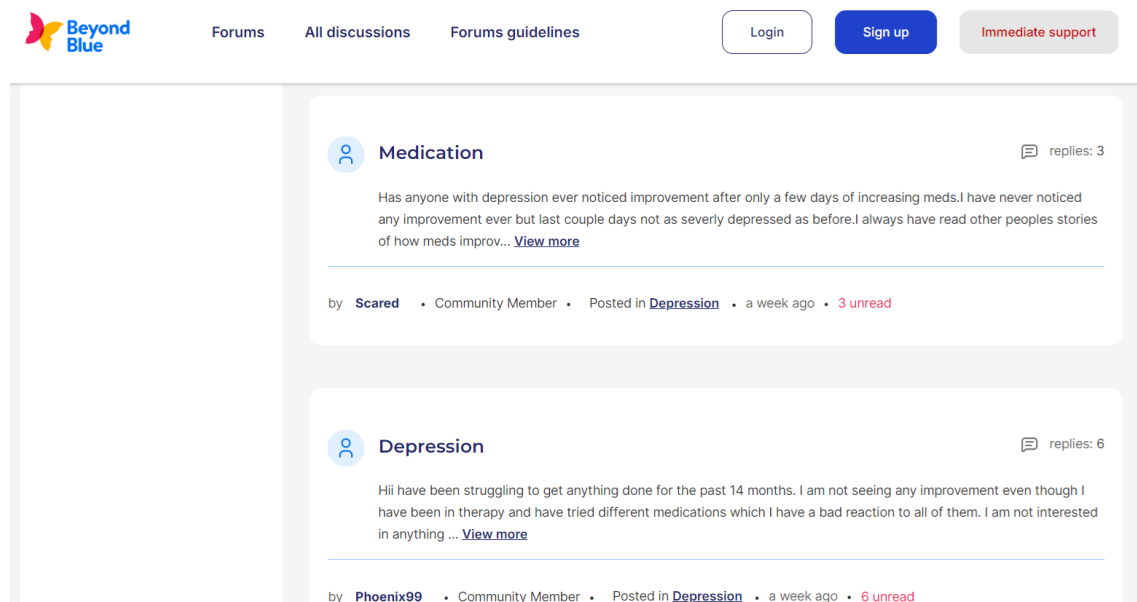 Beyond
Blue
Forums
All discussions
Forums guidelines
Login
Sign up
Immediate support
Medication
replies: 3
Has anyone with depression ever noticed improvement after only a few days of increasing meds.I have never noticed
any improvement ever but last couple days not as severly depressed as before.I always have read other peoples stories
of how meds improv... View more
by Scared • Community Member • Posted in Depression • a week ago • 3 unread
Depression
replies: 6
Hii have been struggling to get anything done for the past 14 months. I am not seeing any improvement even though I
have been in therapy and have tried different medications which I have a bad reaction to all of them. I am not interested
in anything ... View more
by Phoenix99 • Community Member • Posted in Depression • a week ago • 6 unread